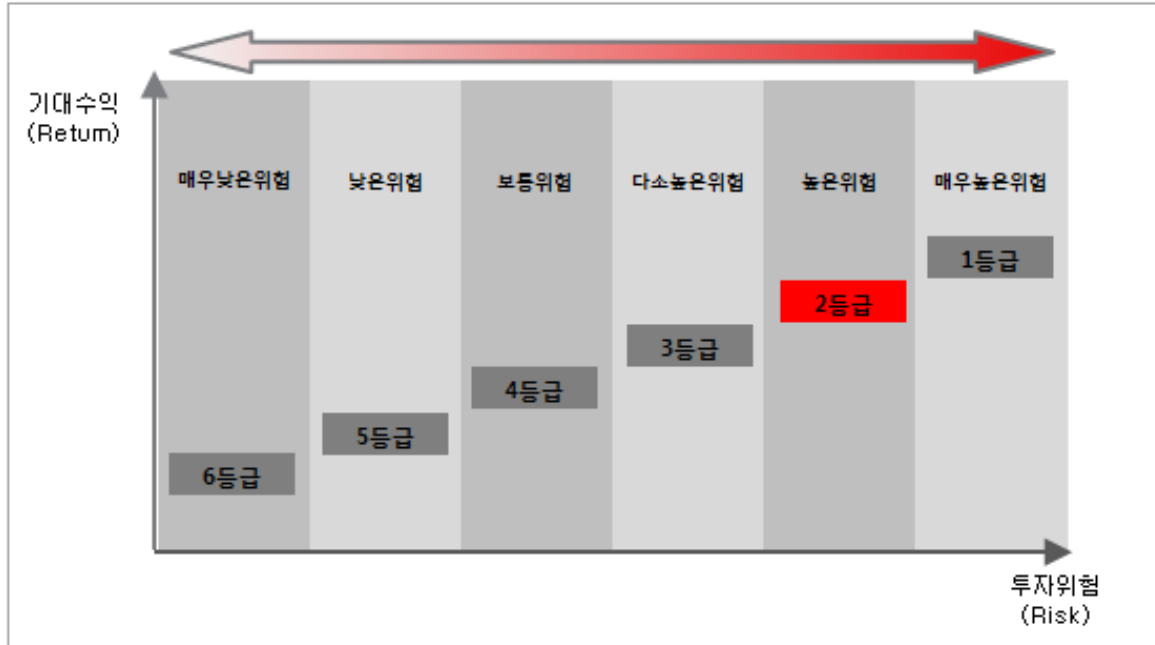 기대수익
(Return)
매우낮은위험 낮은위험 보통위험 다소높은위험 높은위험 매우높은위험
1등급
2등급
3등급
4등급
5등급
6등급
투자위험
(Risk)